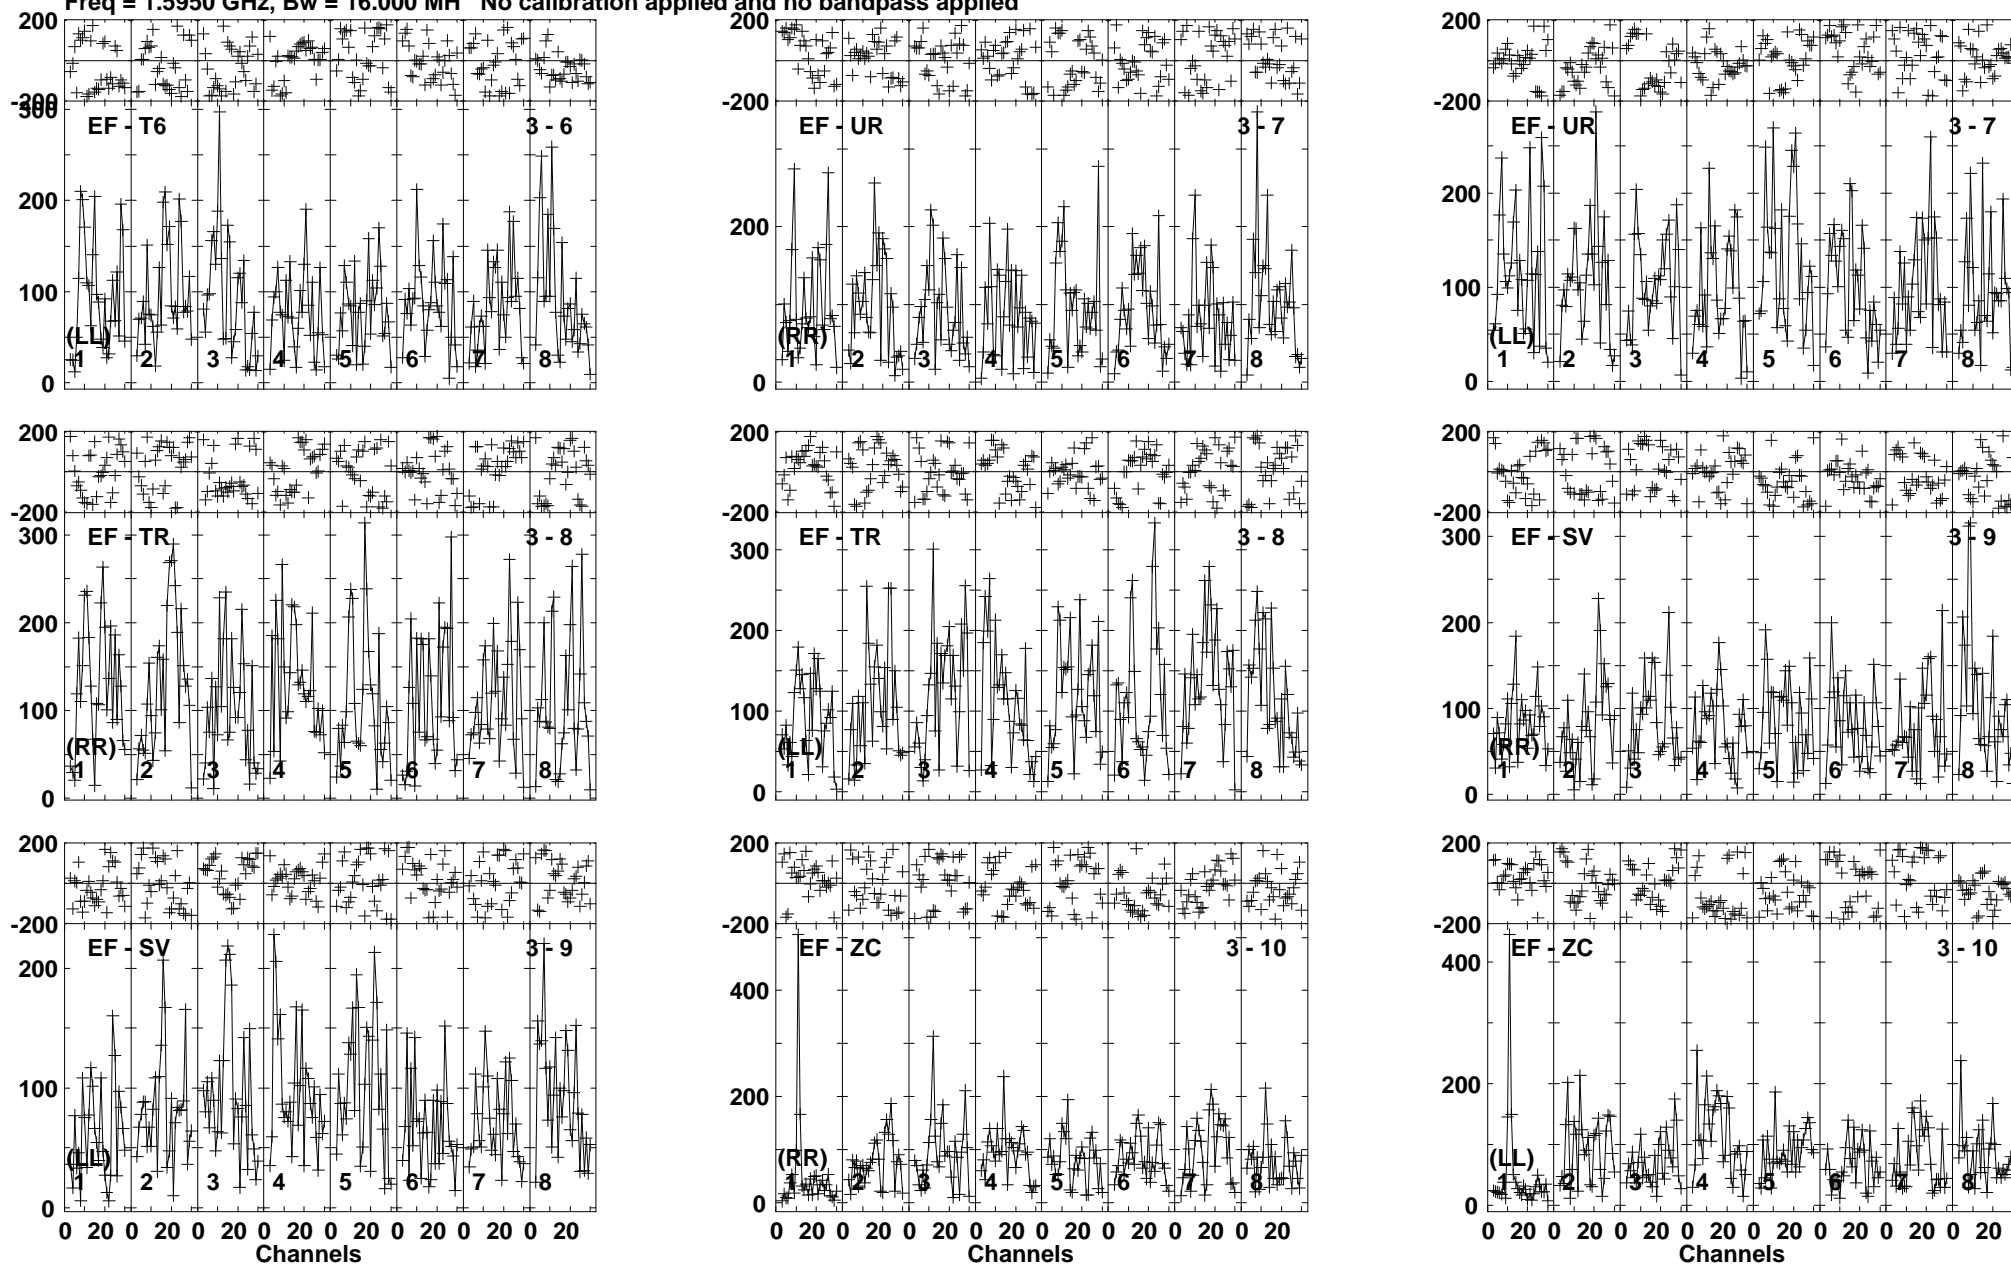 Freq = 1.5950 GHz, Bw = 16.000 MH No calibration applied and no bandpass applied
200 200 200
-200 -200 -200
300
EF - T6 3 - 6 EF - UR 3 - 7 EF - UR 3 - 7
200 200 200
100 100
(LL) (RR) (LL)
1 2 3 4 5 6 7 8 1 2 3 4 5 6 7 8 1 2 3 4 5 6 7 8
0 0 0
200 200 200
-200 -200 -200
300 EF - TR 3 - 8 300 EF - TR 3 - 8 300 EF - SV 3 - 9
200 200 200
100 100 100
(RR) (LL) (RR)
1 2 3 4 5 6 7 8 1 2 3 4 5 6 7 8 1 2 3 4 5 6 7 8
0 0 0
200 200 200
-200 -200 -200
EF - SV 3 - 9 EF - ZC 3 - 10 EF - ZC 3 - 10
200 400 400
100 200 200
(LL) (RR) (LL)
1 2 3 4 5 6 7 8 1 2 3 4 5 6 7 8 1 2 3 4 5 6 7 8
0 0 0
0 20 0 20 0 20 0 20 0 20 0 20 0 20 0 20 0 20 0 20 0 20 0 20 0 20 0 20 0 20 0 20 0 20 0 20 0 20 0 20 0 20 0 20 0 20 0 20
Channels Channels Channels